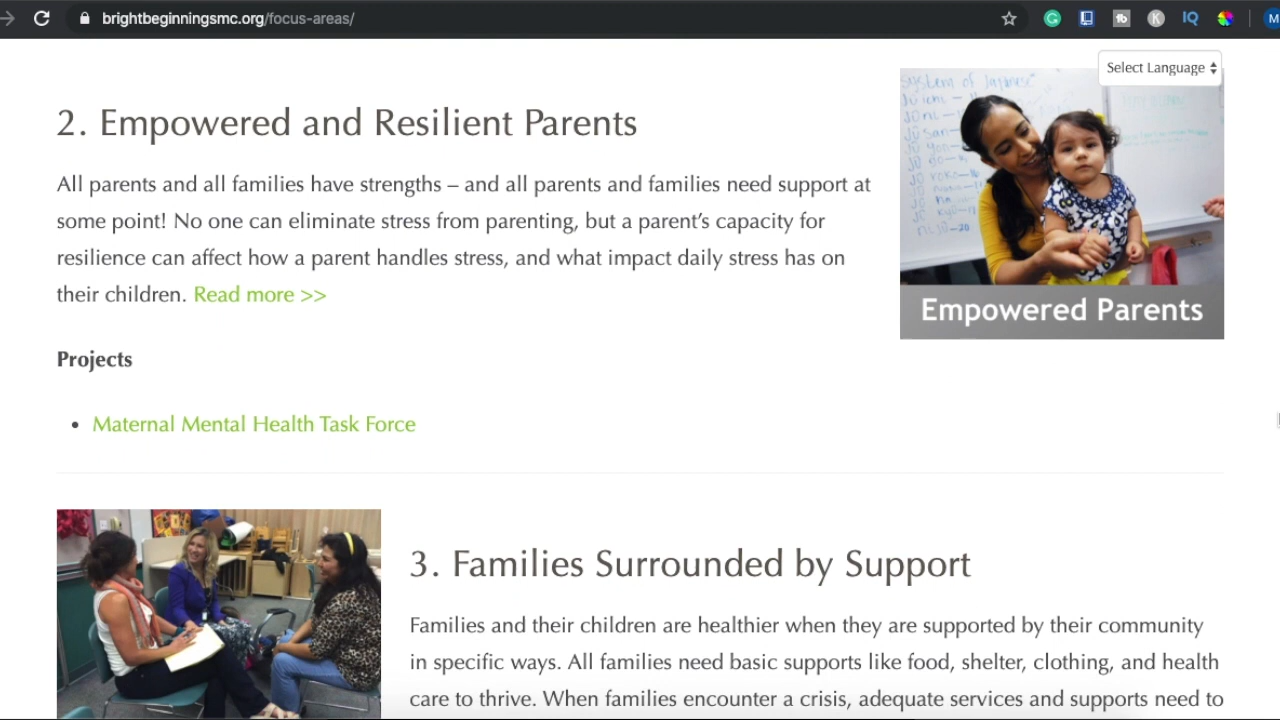 brightbeginningsmc.org/focus-areas/
IQ
M
Select Language
2. Empowered and Resilient Parents
All parents and all families have strengths – and all parents and families need support at
some point! No one can eliminate stress from parenting, but a parent’s capacity for
resilience can affect how a parent handles stress, and what impact daily stress has on
their children. Read more >>
Empowered Parents
Projects
• Maternal Mental Health Task Force
3. Families Surrounded by Support
Families and their children are healthier when they are supported by their community
in specific ways. All families need basic supports like food, shelter, clothing, and health
care to thrive. When families encounter a crisis, adequate services and supports need to